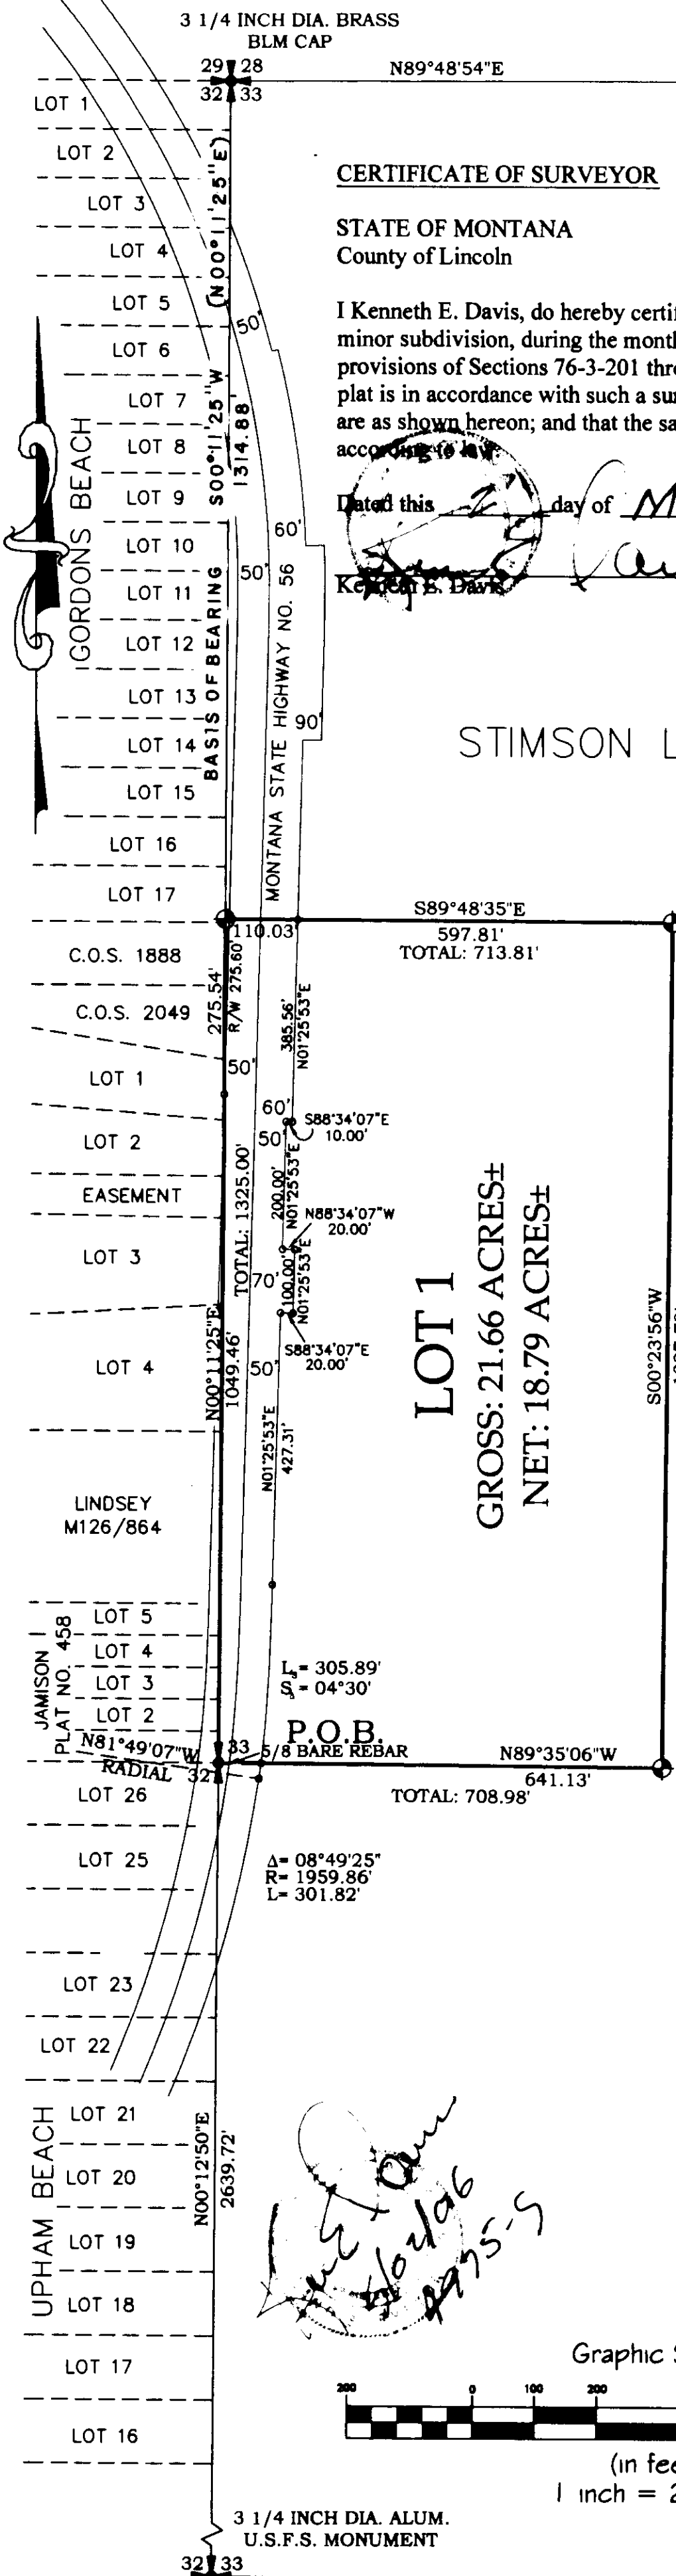 3 1/4 INCH DIA. BRASS
BLM CAP
29 28
32 33
N89°48'54"E
LOT 1
LOT 2
LOT 3
LOT 4
LOT 5
LOT 6
LOT 7
LOT 8
LOT 9
LOT 10
LOT 11
LOT 12
LOT 13
LOT 14
LOT 15
LOT 16
LOT 17
GORDONS BEACH
BASIS OF BEARING S00°11'25"W (N00°11'25"E)
1314.88'
50'
60'
50'
90'
MONTANA STATE HIGHWAY NO. 56
CERTIFICATE OF SURVEYOR
STATE OF MONTANA
County of Lincoln
I Kenneth E. Davis, do hereby certif
minor subdivision, during the month
provisions of Sections 76-3-201 thro
plat is in accordance with such a su
are as shown hereon; and that the sa
according to law.
Dated this 2 day of M
Kenneth E. Davis
STIMSON L
S89°48'35"E
110.03'
597.81'
TOTAL: 713.81'
C.O.S. 1888
C.O.S. 2049
LOT 1
LOT 2
EASEMENT
LOT 3
LOT 4
LINDSEY
M126/864
275.54'
R/W 275.60'
385.56'
N01°25'53"E
50'
60'
50'
S88°34'07"E
10.00'
200.00'
N01°25'53"E
N88°34'07"W
20.00'
TOTAL: 1325.00'
70'
100.00'
N01°25'53"E
S88°34'07"E
20.00'
N00°11'25"E
1049.46'
50'
N01°25'53"E
427.31'
LOT 1
GROSS: 21.66 ACRES±
NET: 18.79 ACRES±
S00°23'56"W
LOT 5
LOT 4
LOT 3
LOT 2
JAMISON I
PLAT NO. 458
Ls= 305.89'
S = 04°30'
P.O.B.
N81°49'07"W
RADIAL
33
32
5/8 BARE REBAR
N89°35'06"W
641.13'
TOTAL: 708.98'
LOT 26
LOT 25
Δ= 08°49'25"
R= 1959.86'
L= 301.82'
LOT 23
LOT 22
LOT 21
LOT 20
LOT 19
LOT 18
LOT 17
LOT 16
UPHAM BEACH
N00°12'50"E
2639.72'
4975-S
Graphic S
200 0 100 200
(in fee
1 inch = 2
3 1/4 INCH DIA. ALUM.
U.S.F.S. MONUMENT
32 33